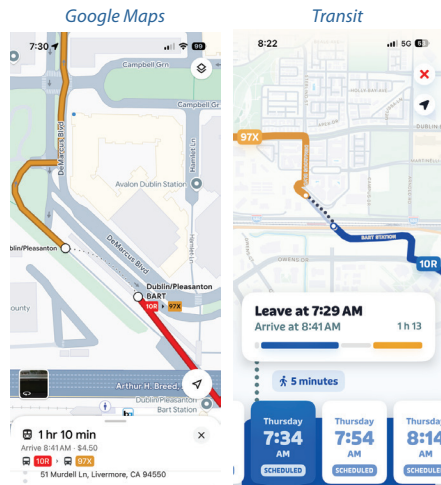 Google Maps
Transit
7:30
99
Campbell Grn
Campbell Gr
DeMarcus Blvd
Hamlet Ln
Avalon Dublin Station
DeMarcus Blvd
blin/Pleasanton
Dublin/Pleasanton
BART
10R 97X
ounty
Arthur H. Breed,
Dublin/Pleasanton
Bart Station
1 hr 10 min
Arrive 8:41 AM · $4.50
10R 97X
51 Murdell Ln, Livermore, CA 94550
8:22
5G
97X
DUBLIN
BART STATION
10R
Leave at 7:29 AM
Arrive at 8:41 AM
1 h 13
5 minutes
Thursday
7:34
AM
SCHEDULED
Thursday
7:54
AM
SCHEDULED
Thursda
8:14
AM
SCHEDULED